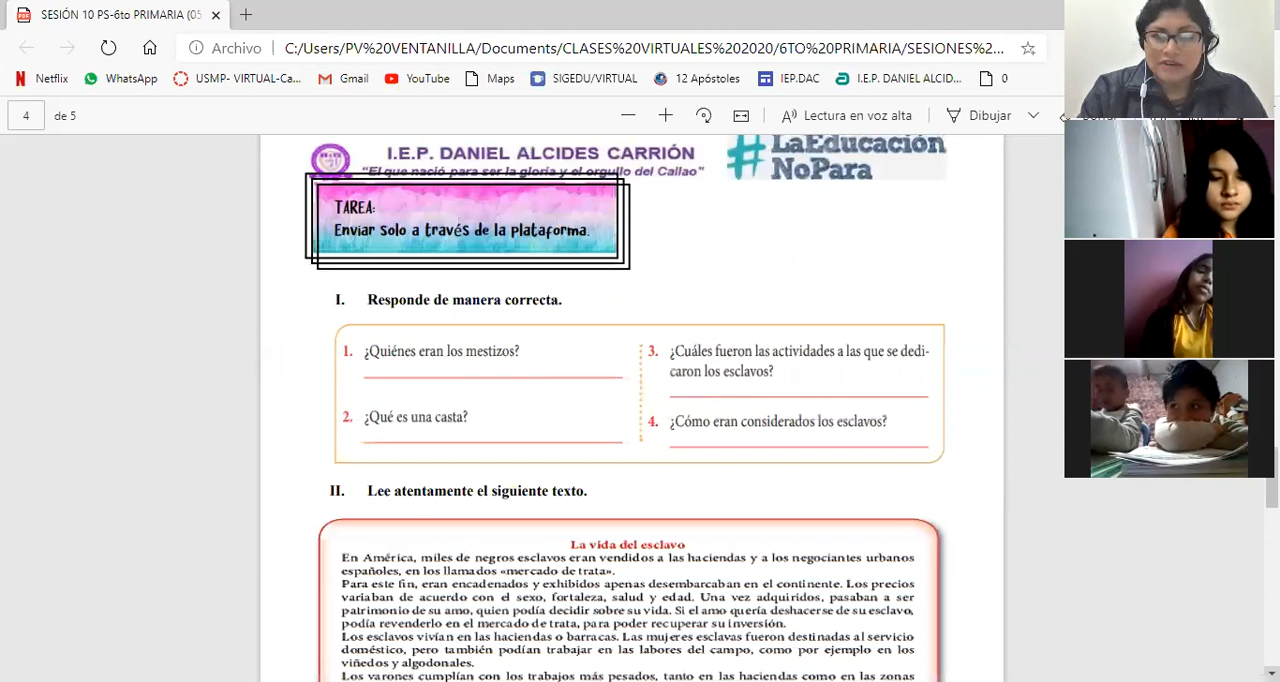 SESIÓN 10 PS-6to PRIMARIA (05
Archivo C:/Users/PV%20VENTANILLA/Documents/CLASES%20VIRTUALES%202020/6TO%20PRIMARIA/SESIONES%2...
Netflix WhatsApp USMP- VIRTUAL-Ca... Gmail YouTube Maps SIGEDU/VIRTUAL 12 Apóstoles IEP.DAC I.E.P. DANIEL ALCID... 0
4 de 5 Lectura en voz alta Dibujar
I.E.P. DANIEL ALCIDES CARRIÓN
"El que nació para ser la gloria y el orgullo del Callao"
#LaEducación
NoPara
TAREA:
Enviar solo a través de la plataforma.
I. Responde de manera correcta.
1. ¿Quiénes eran los mestizos?
2. ¿Qué es una casta?
3. ¿Cuáles fueron las actividades a las que se dedi-
caron los esclavos?
4. ¿Cómo eran considerados los esclavos?
II. Lee atentamente el siguiente texto.
La vida del esclavo
En América, miles de negros esclavos eran vendidos a las haciendas y a los negociantes urbanos
españoles, en los llamados «mercado de trata».
Para este fin, eran encadenados y exhibidos apenas desembarcaban en el continente. Los precios
variaban de acuerdo con el sexo, fortaleza, salud y edad. Una vez adquiridos, pasaban a ser
patrimonio de su amo, quien podía decidir sobre su vida. Si el amo quería deshacerse de su esclavo,
podía revenderlo en el mercado de trata, para poder recuperar su inversión.
Los esclavos vivían en las haciendas o barracas. Las mujeres esclavas fueron destinadas al servicio
doméstico, pero también podían trabajar en las labores del campo, como por ejemplo en los
viñedos y algodonales.
Los varones cumplían con los trabajos más pesados, tanto en las haciendas como en las zonas